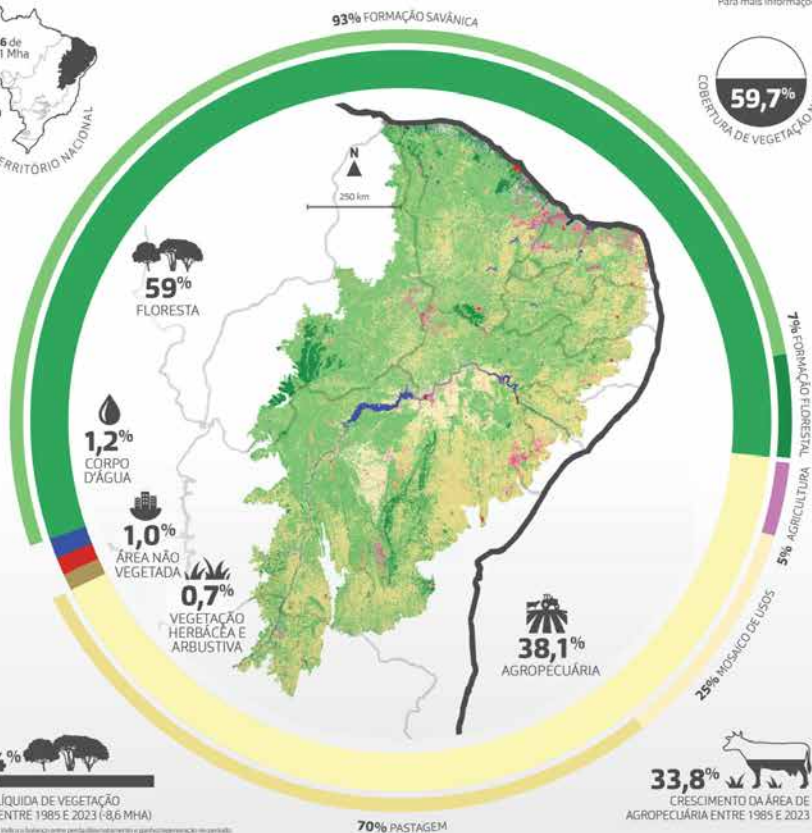 93% FORMAÇÃO SAVÂNICA
Para mais informaçõ
6 de
1 Mha
ERRITÓRIO NACIONAL
59,7%
COBERTURA DE VEGETAÇÃO N
N
250 km
59%
FLORESTA
7% FORMAÇÃO FLORESTAL
1,2%
CORPO
D'ÁGUA
5% AGRICULTURA
1,0%
ÁREA NÃO
VEGETADA
0,7%
VEGETAÇÃO
HERBÁCEA E
ARBUSTIVA
38,1%
AGROPECUÁRIA
25% MOSAICO DE USOS
%
LÍQUIDA DE VEGETAÇÃO
ENTRE 1985 E 2023 (-8,6 MHA)
33,8%
CRESCIMENTO DA ÁREA DE
AGROPECUÁRIA ENTRE 1985 E 2023
70% PASTAGEM